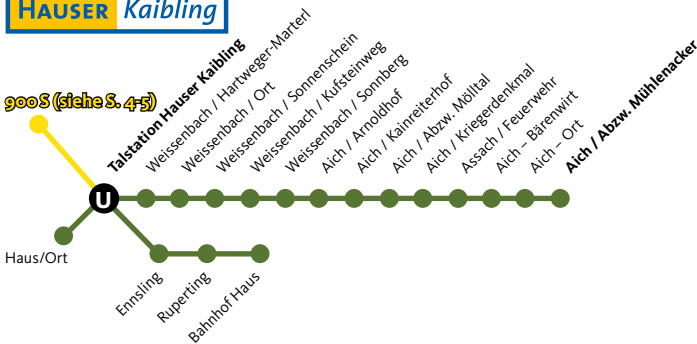 HAUSER Kaibling
900 S (siehe S. 4-5)
Talstation Hauser Kaibling
Weissenbach / Hartweger-Marterl
Weissenbach / Ort
Weissenbach / Sonnenschein
Weissenbach / Kufsteinweg
Weissenbach / Sonnberg
Aich / Arnoldhof
Aich / Kainreiterhof
Aich / Abzw. Mölltal
Aich / Kriegerdenkmal
Assach / Feuerwehr
Aich – Bärenwirt
Aich – Ort
Aich / Abzw. Mühlenacker
U
Haus/Ort
Ennsling
Ruperting
Bahnhof Haus